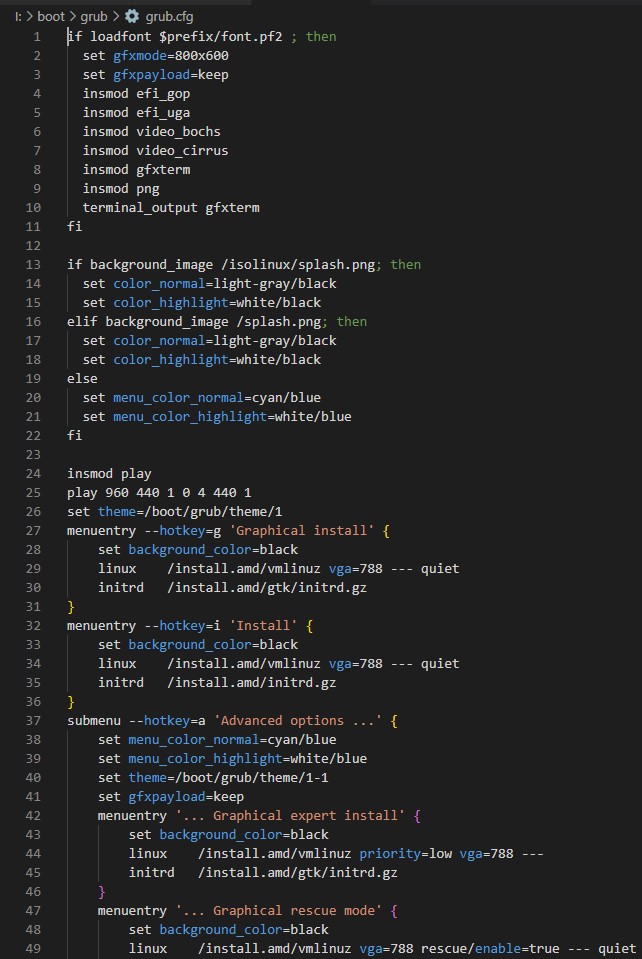 I: > boot > grub > grub.cfg
1 if loadfont $prefix/font.pf2 ; then
2   set gfxmode=800x600
3   set gfxpayload=keep
4   insmod efi_gop
5   insmod efi_uga
6   insmod video_bochs
7   insmod video_cirrus
8   insmod gfxterm
9   insmod png
10   terminal_output gfxterm
11 fi
12
13 if background_image /isolinux/splash.png; then
14   set color_normal=light-gray/black
15   set color_highlight=white/black
16 elif background_image /splash.png; then
17   set color_normal=light-gray/black
18   set color_highlight=white/black
19 else
20   set menu_color_normal=cyan/blue
21   set menu_color_highlight=white/blue
22 fi
23
24 insmod play
25 play 960 440 1 0 4 440 1
26 set theme=/boot/grub/theme/1
27 menuentry --hotkey=g 'Graphical install' {
28     set background_color=black
29     linux    /install.amd/vmlinuz vga=788 --- quiet
30     initrd   /install.amd/gtk/initrd.gz
31 }
32 menuentry --hotkey=i 'Install' {
33     set background_color=black
34     linux    /install.amd/vmlinuz vga=788 --- quiet
35     initrd   /install.amd/initrd.gz
36 }
37 submenu --hotkey=a 'Advanced options ...' {
38     set menu_color_normal=cyan/blue
39     set menu_color_highlight=white/blue
40     set theme=/boot/grub/theme/1-1
41     set gfxpayload=keep
42     menuentry '... Graphical expert install' {
43         set background_color=black
44         linux    /install.amd/vmlinuz priority=low vga=788 ---
45         initrd   /install.amd/gtk/initrd.gz
46     }
47     menuentry '... Graphical rescue mode' {
48         set background_color=black
49         linux    /install.amd/vmlinuz vga=788 rescue/enable=true --- quiet